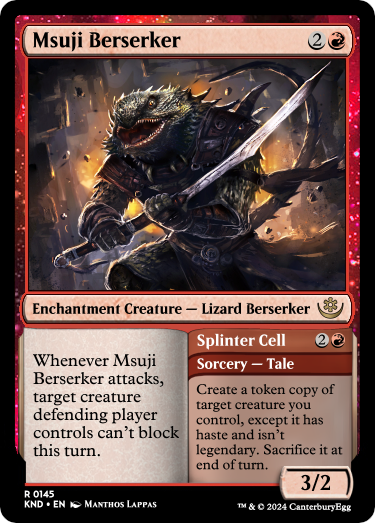 Msuji Berserker 2
Enchantment Creature — Lizard Berserker
Whenever Msuji
Berserker attacks,
target creature
defending player
controls can't block
this turn.
Splinter Cell 2
Sorcery — Tale
Create a token copy of
target creature you
control, except it has
haste and isn't
legendary. Sacrifice it at
end of turn.
3/2
R 0145
KND • EN Manthos Lappas
™ & © 2024 CanterburyEgg